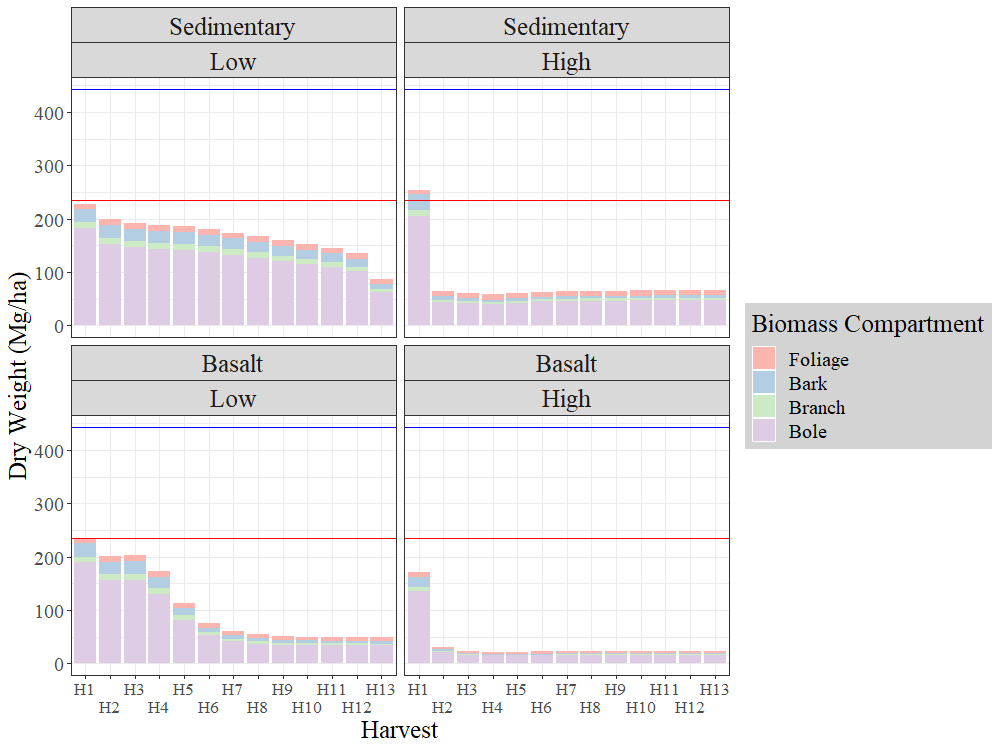 Sedimentary
Sedimentary
Low
High
400
300
200
100
0
Basalt
Basalt
Low
High
400
300
200
100
0
Dry Weight (Mg/ha)
H1 H3 H5 H7 H9 H11 H13
H2 H4 H6 H8 H10 H12
H1 H3 H5 H7 H9 H11 H13
H2 H4 H6 H8 H10 H12
Harvest
Biomass Compartment
Foliage
Bark
Branch
Bole